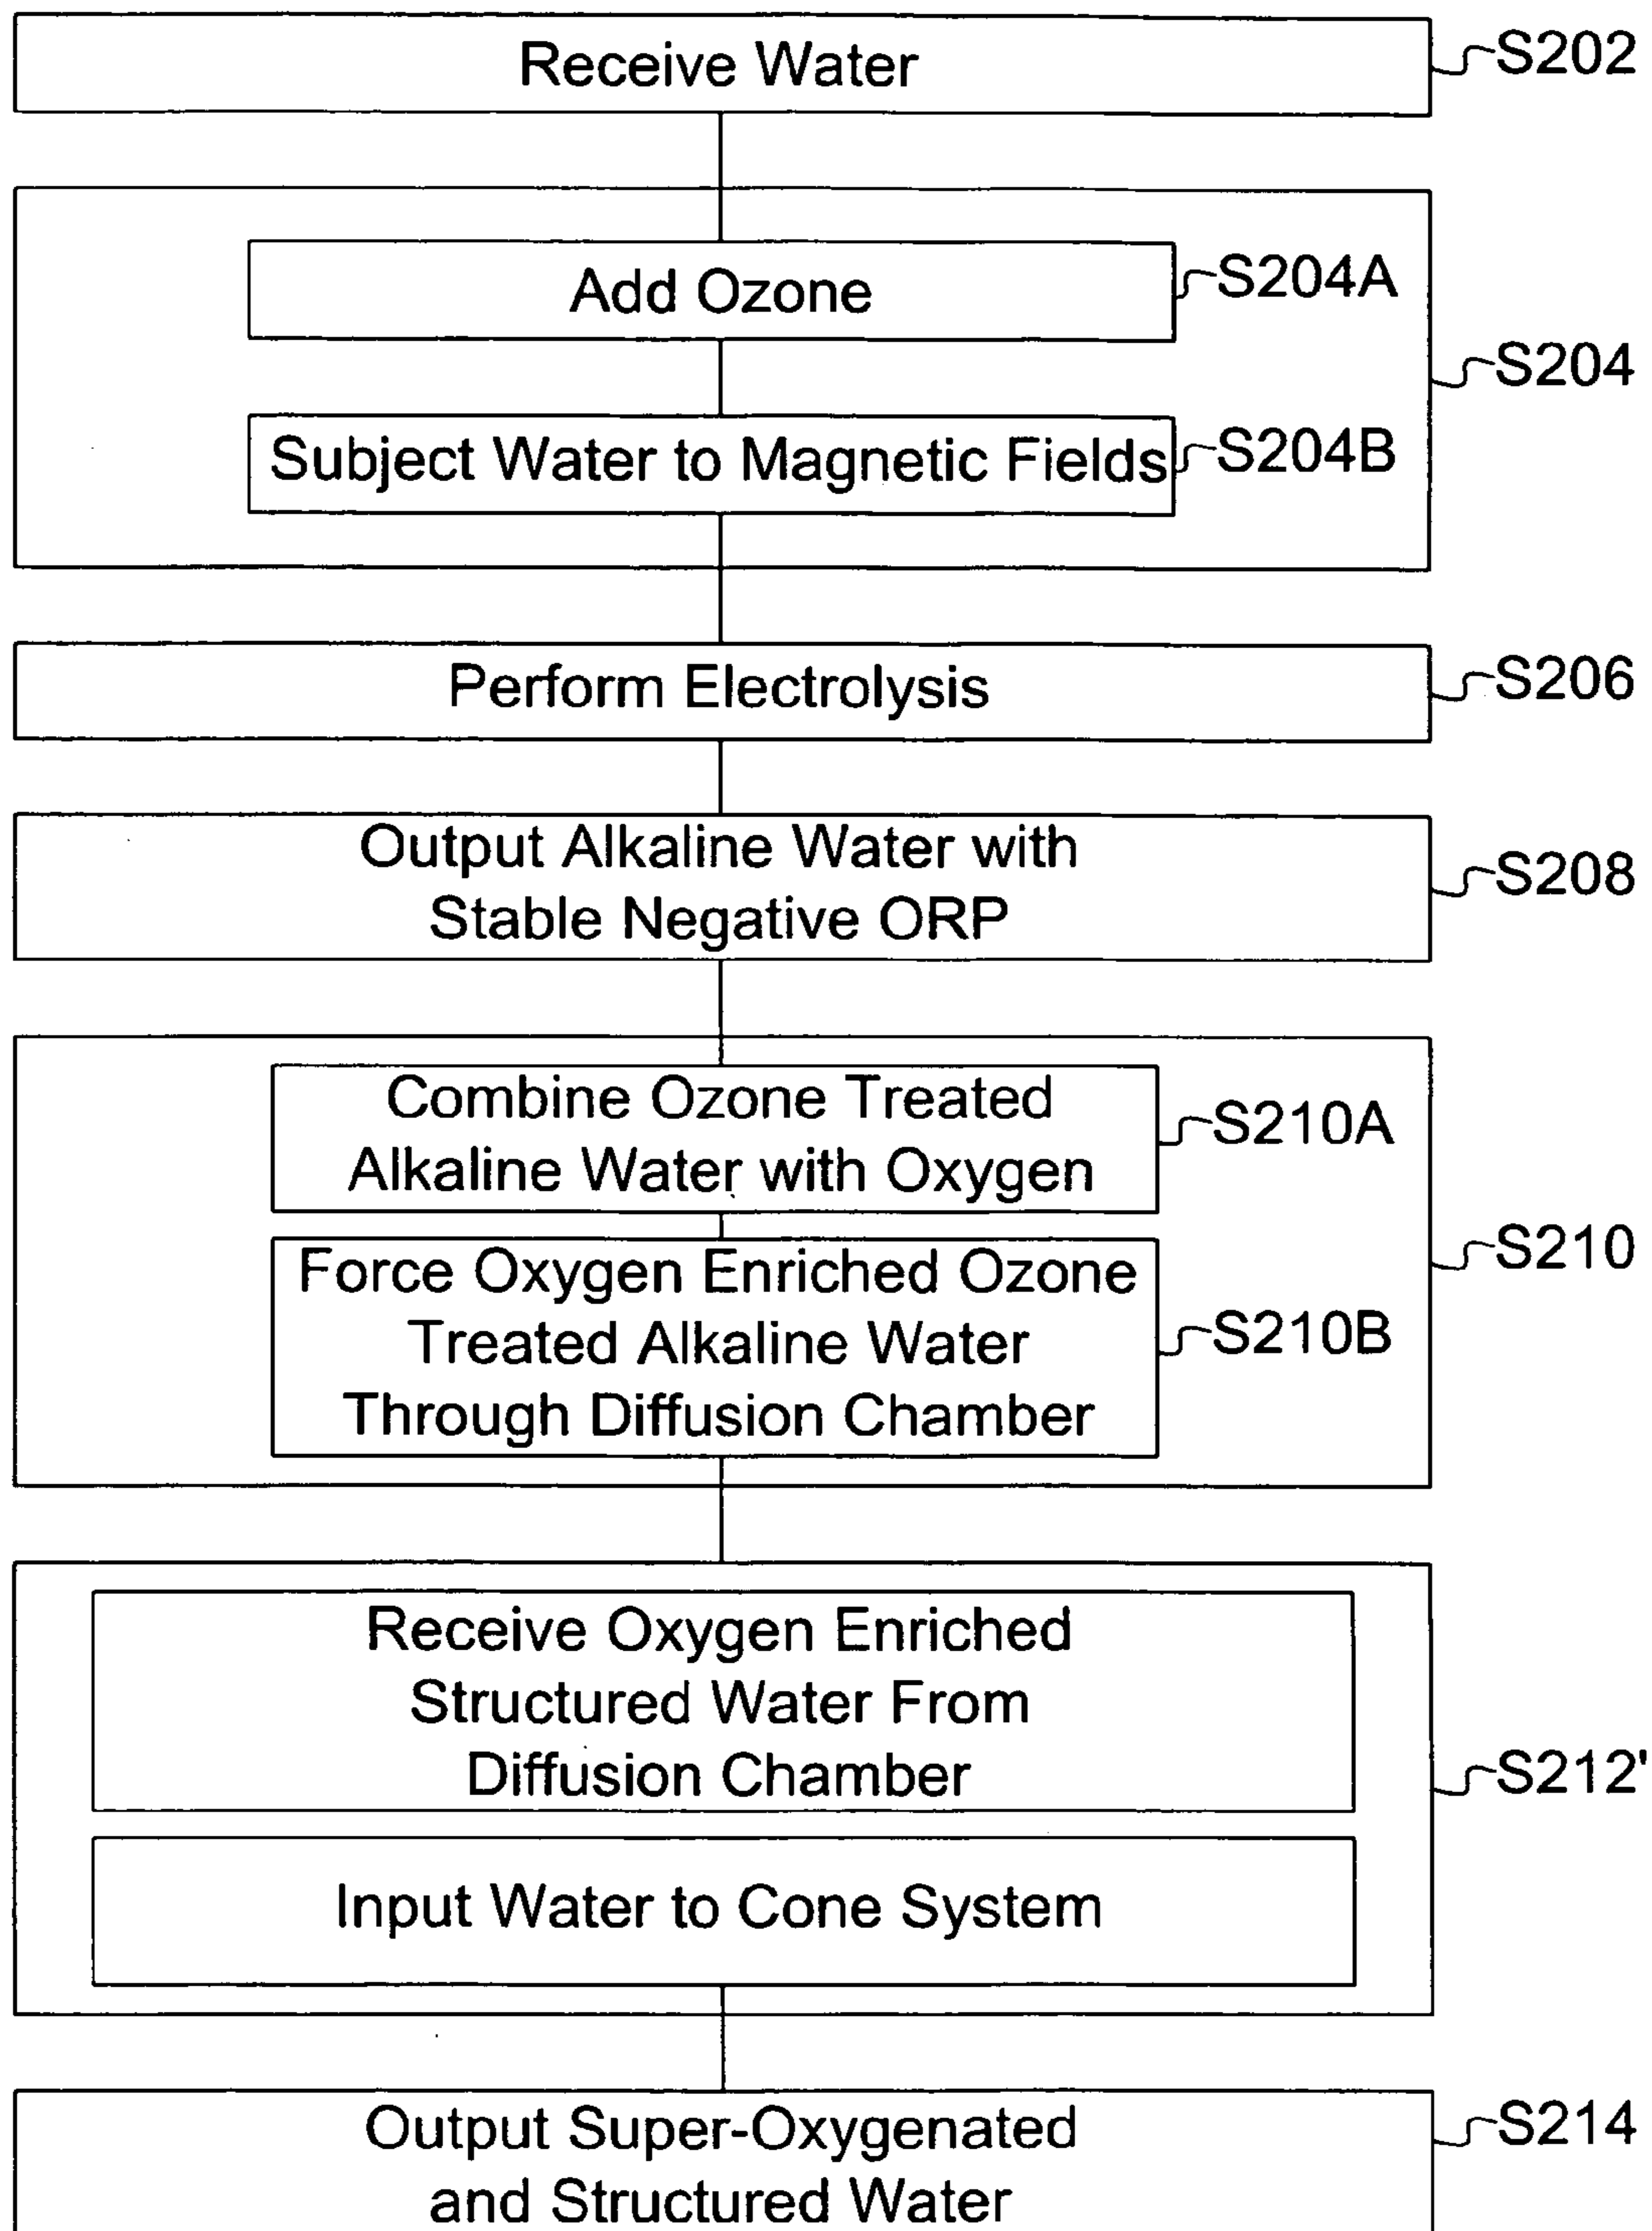 Receive Water
S202
Add Ozone
S204A
S204
Subject Water to Magnetic Fields
S204B
Perform Electrolysis
S206
Output Alkaline Water with
Stable Negative ORP
S208
Combine Ozone Treated
Alkaline Water with Oxygen
S210A
S210
Force Oxygen Enriched Ozone
Treated Alkaline Water
Through Diffusion Chamber
S210B
Receive Oxygen Enriched
Structured Water From
Diffusion Chamber
S212'
Input Water to Cone System
Output Super-Oxygenated
and Structured Water
S214